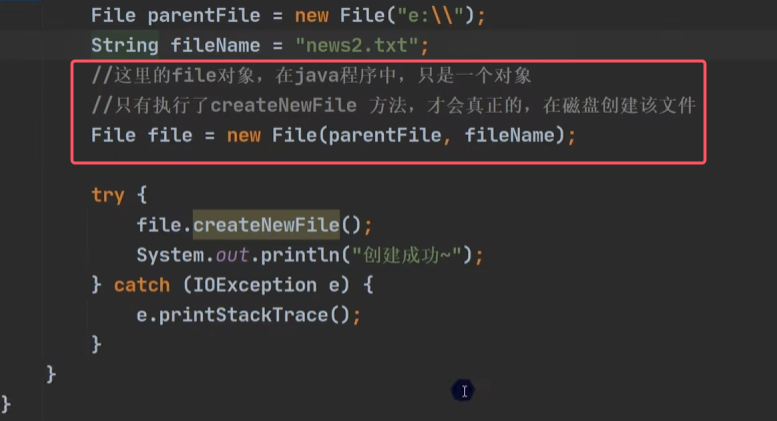 File parentFile = new File("e:\\");
String fileName = "news2.txt";
//这里的file对象，在java程序中，只是一个对象
//只有执行了createNewFile 方法，才会真正的，在磁盘创建该文件
File file = new File(parentFile, fileName);
try {
file.createNewFile();
System.out.println("创建成功~");
} catch (IOException e) {
e.printStackTrace();
}
}
}